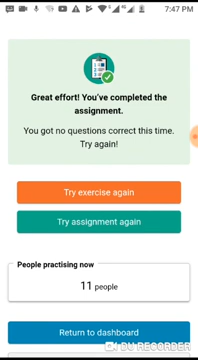 7:47 PM
Great effort! You've completed the
assignment.
You got no questions correct this time.
Try again!
Try exercise again
Try assignment again
People practising now
11 people
Return to dashboard
DU RECORDER